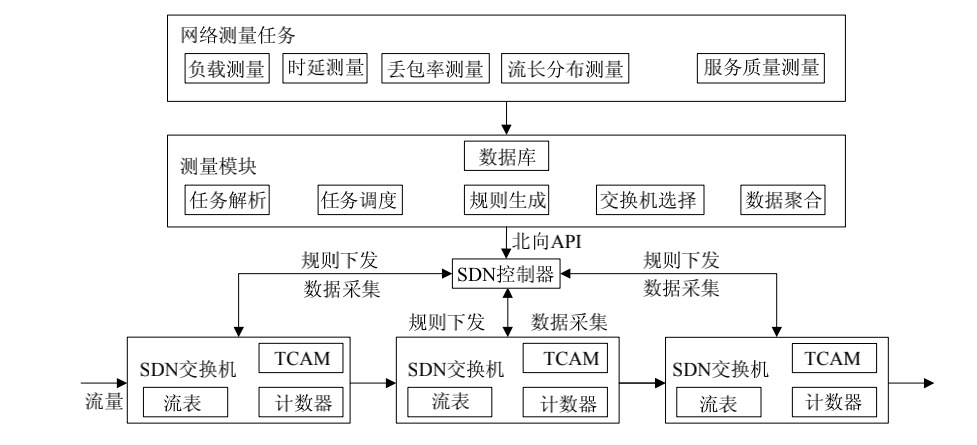 网络测量任务
负载测量 时延测量 丢包率测量 流长分布测量 服务质量测量
数据库
测量模块
任务解析 任务调度 规则生成 交换机选择 数据聚合
北向API
规则下发 SDN控制器 规则下发
数据采集 数据采集
规则下发 数据采集
SDN交换机 TCAM SDN交换机 TCAM SDN交换机 TCAM
流量 流表 计数器 流表 计数器 流表 计数器